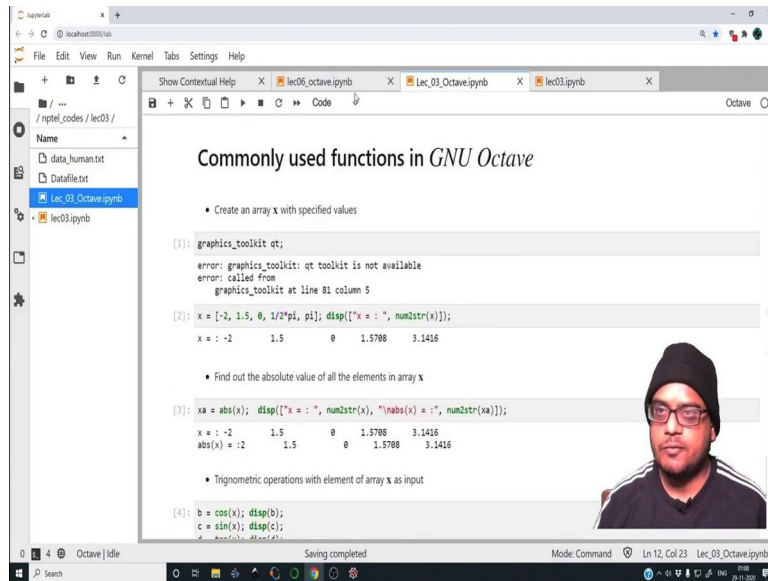 JupyterLab
localhost:8888/lab
File Edit View Run Kernel Tabs Settings Help
Show Contextual Help
lec06_octave.ipynb
Lec_03_Octave.ipynb
lec03.ipynb
/ ...
/ nptel_codes / lec03 /
Code
Octave
Name
data_human.txt
Datafile.txt
Lec_03_Octave.ipynb
lec03.ipynb
Commonly used functions in GNU Octave
• Create an array x with specified values
[1]: graphics_toolkit qt;
error: graphics_toolkit: qt toolkit is not available
error: called from
graphics_toolkit at line 81 column 5
[2]: x = [-2, 1.5, 0, 1/2*pi, pi]; disp(["x = : ", num2str(x)]);
x = : -2 1.5 0 1.5708 3.1416
• Find out the absolute value of all the elements in array x
[3]: xa = abs(x); disp(["x = : ", num2str(x), "\nabs(x) = :", num2str(xa)]);
x = : -2 1.5 0 1.5708 3.1416
abs(x) = :2 1.5 0 1.5708 3.1416
• Trignometric operations with element of array x as input
[4]: b = cos(x); disp(b);
c = sin(x); disp(c);
0 4 Octave | Idle Saving completed Mode: Command Ln 12, Col 23 Lec_03_Octave.ipynb
Search
ENG
01:00
29-11-2020